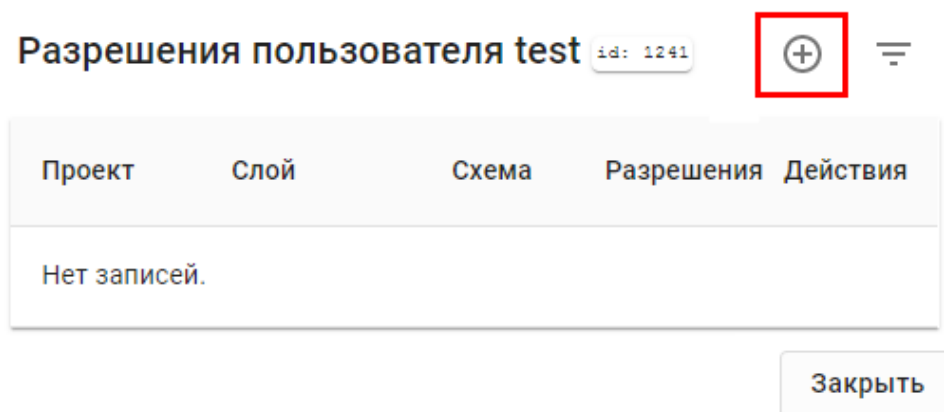 Разрешения пользователя test id: 1241
Проект Слой Схема Разрешения Действия
Нет записей.
Закрыть